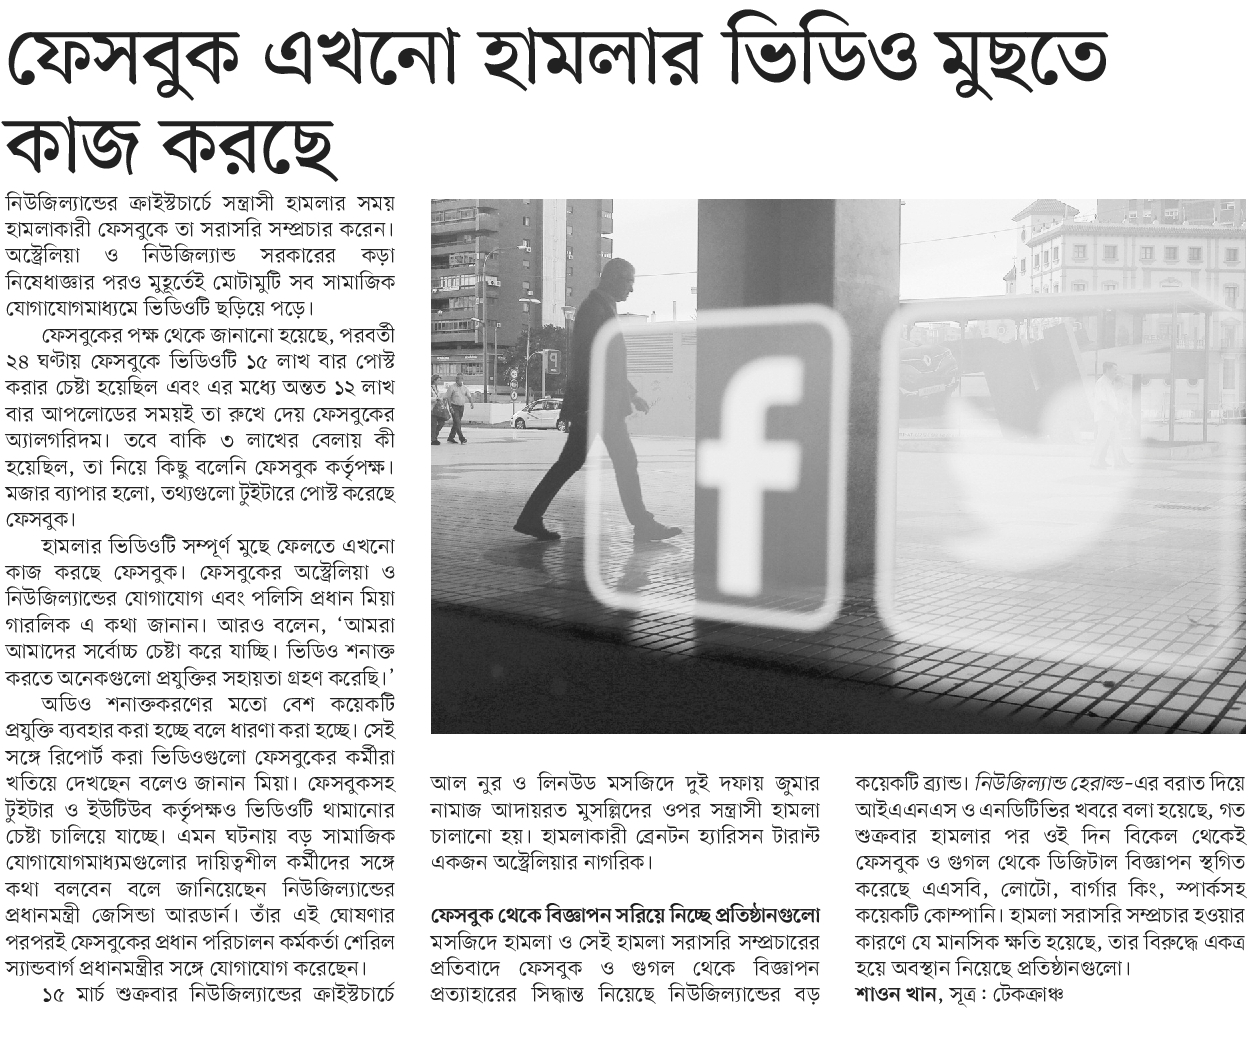 ফেসবুক এখনো হামলার ভিডিও মুছতে
কাজ করছে
নিউজিল্যান্ডের ক্রাইস্টচার্চে সন্ত্রাসী হামলার সময়
হামলাকারী ফেসবুকে তা সরাসরি সম্প্রচার করেন।
অস্ট্রেলিয়া ও নিউজিল্যান্ড সরকারের কড়া
নিষেধাজ্ঞার পরও মুহূর্তেই মোটামুটি সব সামাজিক
যোগাযোগমাধ্যমে ভিডিওটি ছড়িয়ে পড়ে।
ফেসবুকের পক্ষ থেকে জানানো হয়েছে, পরবর্তী
২৪ ঘণ্টায় ফেসবুকে ভিডিওটি ১৫ লাখ বার পোস্ট
করার চেষ্টা হয়েছিল এবং এর মধ্যে অন্তত ১২ লাখ
বার আপলোডের সময়ই তা রুখে দেয় ফেসবুকের
অ্যালগরিদম। তবে বাকি ৩ লাখের বেলায় কী
হয়েছিল, তা নিয়ে কিছু বলেনি ফেসবুক কর্তৃপক্ষ।
মজার ব্যাপার হলো, তথ্যগুলো টুইটারে পোস্ট করেছে
ফেসবুক।
হামলার ভিডিওটি সম্পূর্ণ মুছে ফেলতে এখনো
কাজ করছে ফেসবুক। ফেসবুকের অস্ট্রেলিয়া ও
নিউজিল্যান্ডের যোগাযোগ এবং পলিসি প্রধান মিয়া
গারলিক এ কথা জানান। আরও বলেন, ‘আমরা
আমাদের সর্বোচ্চ চেষ্টা করে যাচ্ছি। ভিডিও শনাক্ত
করতে অনেকগুলো প্রযুক্তির সহায়তা গ্রহণ করেছি।’
অডিও শনাক্তকরণের মতো বেশ কয়েকটি
প্রযুক্তি ব্যবহার করা হচ্ছে বলে ধারণা করা হচ্ছে। সেই
সঙ্গে রিপোর্ট করা ভিডিওগুলো ফেসবুকের কর্মীরা
খতিয়ে দেখছেন বলেও জানান মিয়া। ফেসবুকসহ
টুইটার ও ইউটিউব কর্তৃপক্ষও ভিডিওটি থামানোর
চেষ্টা চালিয়ে যাচ্ছে। এমন ঘটনায় বড় সামাজিক
যোগাযোগমাধ্যমগুলোর দায়িত্বশীল কর্মীদের সঙ্গে
কথা বলবেন বলে জানিয়েছেন নিউজিল্যান্ডের
প্রধানমন্ত্রী জেসিন্ডা আরডার্ন। তাঁর এই ঘোষণার
পরপরই ফেসবুকের প্রধান পরিচালন কর্মকর্তা শেরিল
স্যান্ডবার্গ প্রধানমন্ত্রীর সঙ্গে যোগাযোগ করেছেন।
১৫ মার্চ শুক্রবার নিউজিল্যান্ডের ক্রাইস্টচার্চে
আল নুর ও লিনউড মসজিদে দুই দফায় জুমার
নামাজ আদায়রত মুসল্লিদের ওপর সন্ত্রাসী হামলা
চালানো হয়। হামলাকারী ব্রেনটন হ্যারিসন টারান্ট
একজন অস্ট্রেলিয়ার নাগরিক।
ফেসবুক থেকে বিজ্ঞাপন সরিয়ে নিচ্ছে প্রতিষ্ঠানগুলো
মসজিদে হামলা ও সেই হামলা সরাসরি সম্প্রচারের
প্রতিবাদে ফেসবুক ও গুগল থেকে বিজ্ঞাপন
প্রত্যাহারের সিদ্ধান্ত নিয়েছে নিউজিল্যান্ডের বড়
কয়েকটি ব্র্যান্ড। নিউজিল্যান্ড হেরাল্ড-এর বরাত দিয়ে
আইএএনএস ও এনডিটিভির খবরে বলা হয়েছে, গত
শুক্রবার হামলার পর ওই দিন বিকেল থেকেই
ফেসবুক ও গুগল থেকে ডিজিটাল বিজ্ঞাপন স্থগিত
করেছে এএসবি, লোটো, বার্গার কিং, স্পার্কসহ
কয়েকটি কোম্পানি। হামলা সরাসরি সম্প্রচার হওয়ার
কারণে যে মানসিক ক্ষতি হয়েছে, তার বিরুদ্ধে একত্র
হয়ে অবস্থান নিয়েছে প্রতিষ্ঠানগুলো।
শাওন খান, সূত্র : টেকক্রাঞ্চ